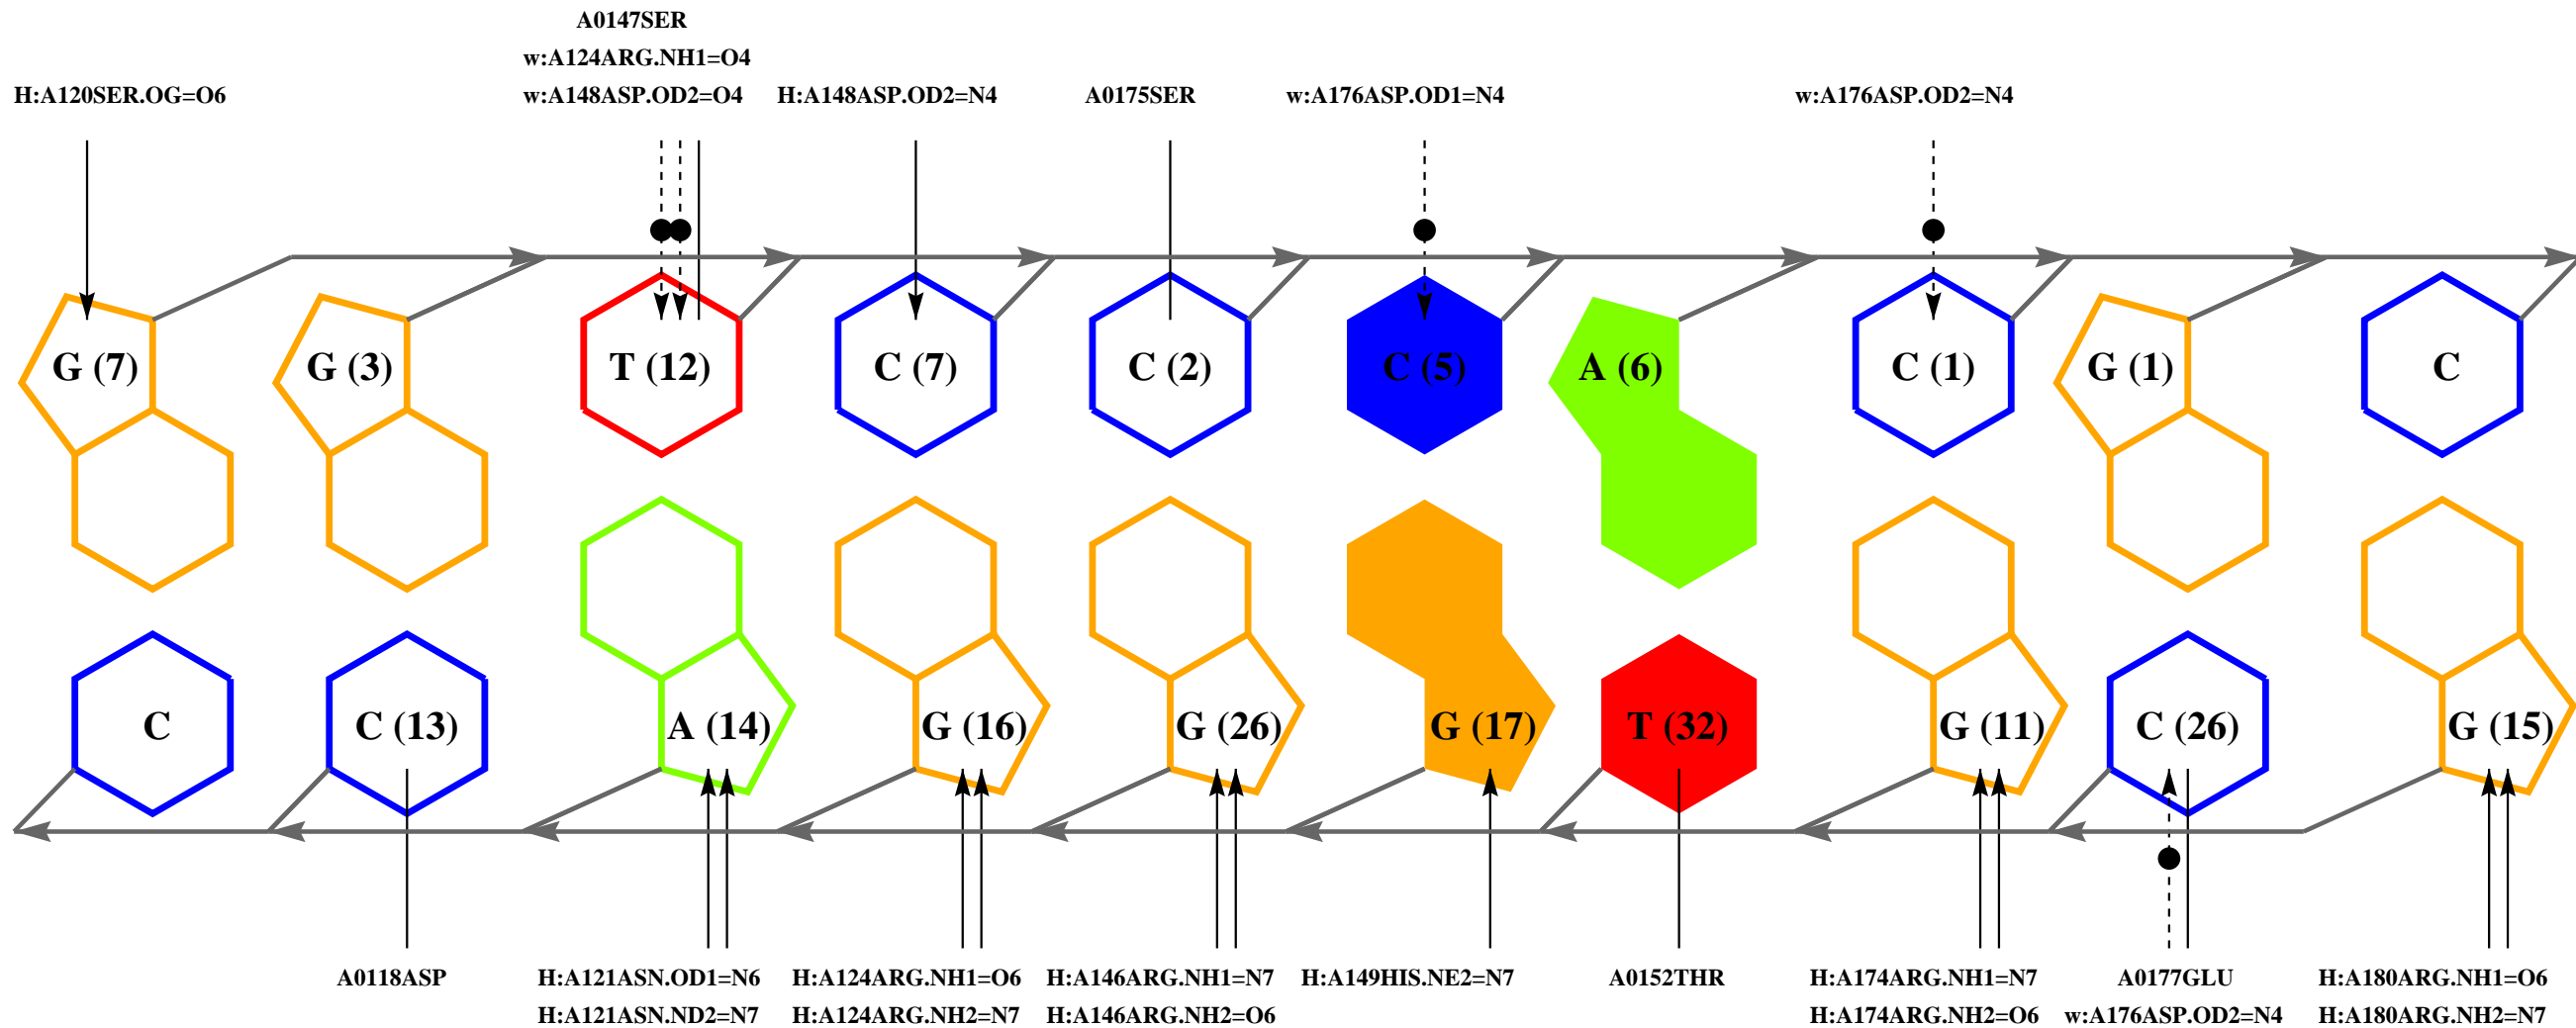 A0147SER
w:A124ARG.NH1=O4
H:A120SER.OG=O6
w:A148ASP.OD2=O4
H:A148ASP.OD2=N4
A0175SER
w:A176ASP.OD1=N4
w:A176ASP.OD2=N4
G (7)
G (3)
T (12)
C (7)
C (2)
C (5)
A (6)
C (1)
G (1)
C
C
C (13)
A (14)
G (16)
G (26)
G (17)
T (32)
G (11)
C (26)
G (15)
A0118ASP
H:A121ASN.OD1=N6
H:A121ASN.ND2=N7
H:A124ARG.NH1=O6
H:A124ARG.NH2=N7
H:A146ARG.NH1=N7
H:A146ARG.NH2=O6
H:A149HIS.NE2=N7
A0152THR
H:A174ARG.NH1=N7
H:A174ARG.NH2=O6
A0177GLU
w:A176ASP.OD2=N4
H:A180ARG.NH1=O6
H:A180ARG.NH2=N7